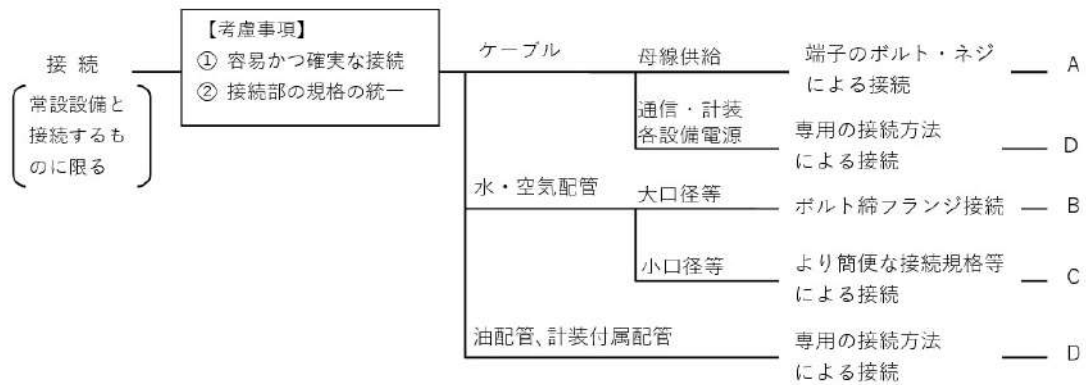 接 続
常設設備と
接続するも
のに限る
【考慮事項】
① 容易かつ確実な接続
② 接続部の規格の統一
ケーブル
母線供給
端子のボルト・ネジ
による接続
A
通信・計装
各設備電源
専用の接続方法
による接続
D
水・空気配管
大口径等
ボルト締フランジ接続
B
小口径等
より簡便な接続規格等
による接続
C
油配管、計装付属配管
専用の接続方法
による接続
D